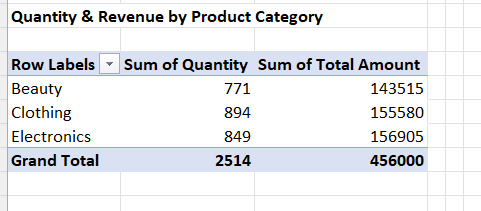 Quantity & Revenue by Product Category
Row Labels Sum of Quantity Sum of Total Amount
Beauty 771 143515
Clothing 894 155580
Electronics 849 156905
Grand Total 2514 456000